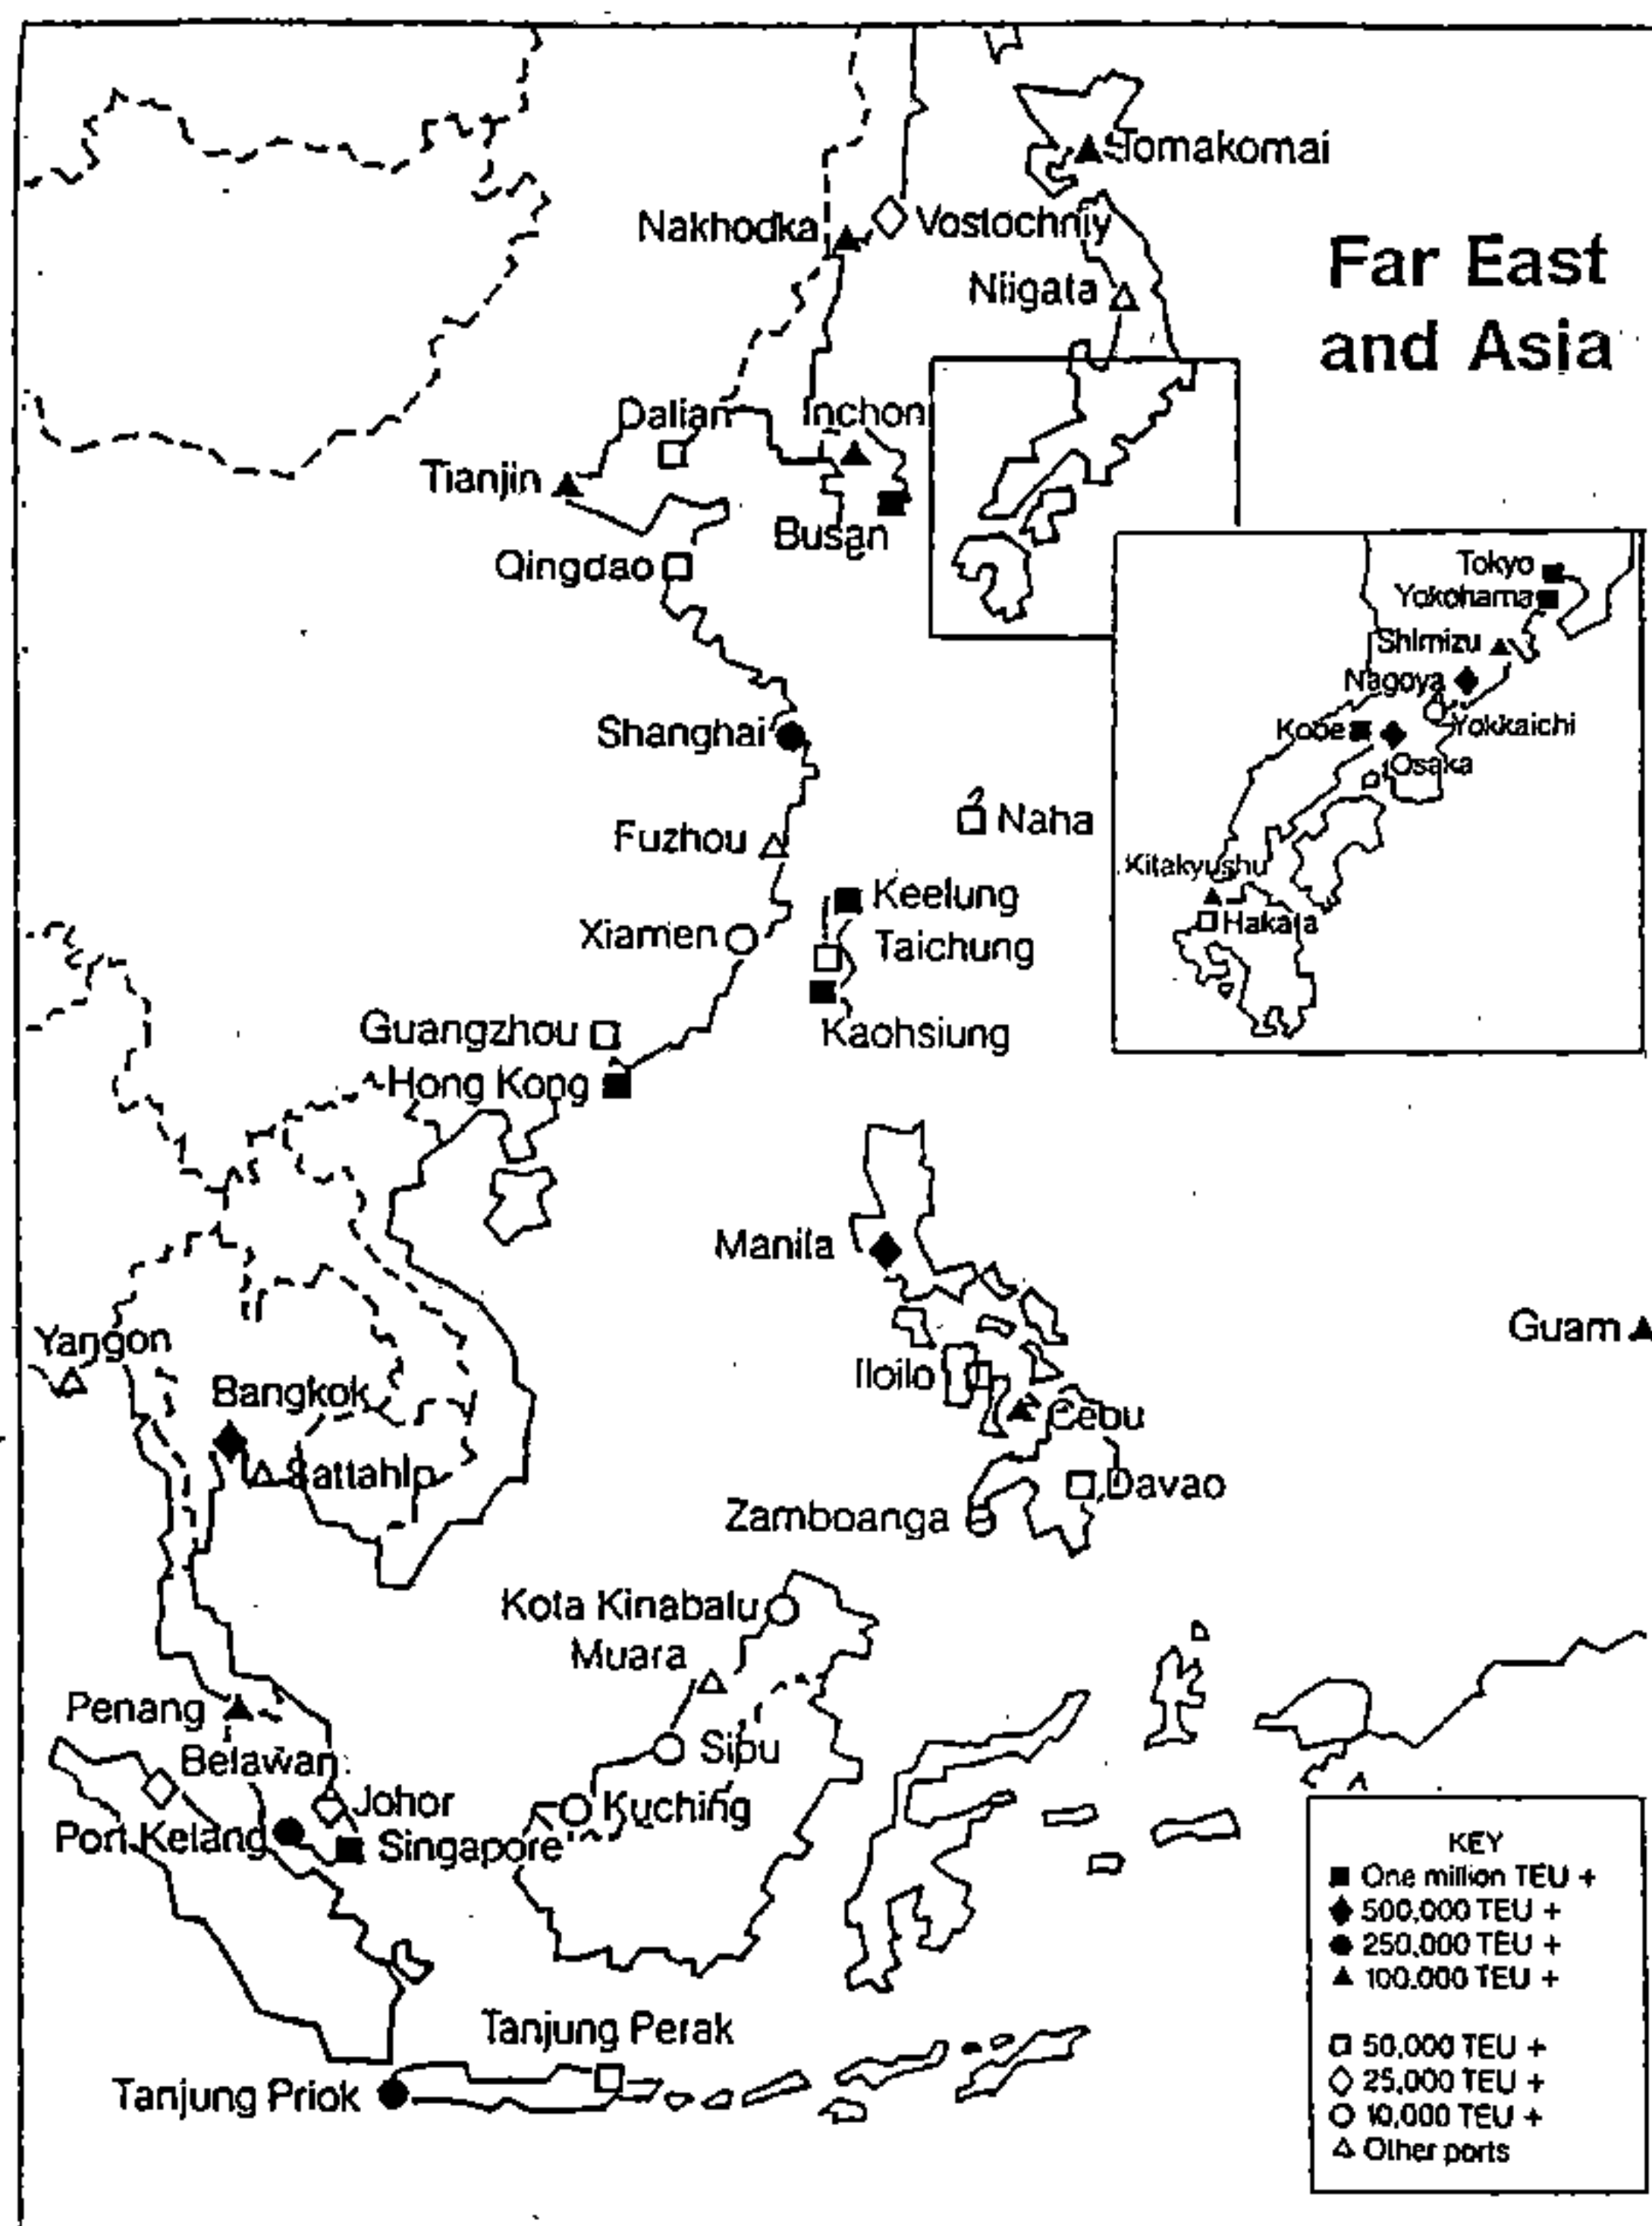 Far East
and Asia
Tomakomai
Nakhodka
Vostochniy
Niigata
Dalian
Inchon
Tianjin
Busan
Qingdao
Tokyo
Yokohama
Shimizu
Nagoya
Kobe
Yokkaichi
Osaka
Kitakyushu
Hakata
Shanghai
Naha
Fuzhou
Keelung
Xiamen
Taichung
Guangzhou
Kaohsiung
Hong Kong
Manila
Guam
Yangon
Iloilo
Bangkok
Cebu
Sattahip
Davao
Zamboanga
Kota Kinabalu
Muara
Penang
Sibu
Belawan
Johor
Kuching
Port Kelang
Singapore
Tanjung Perak
Tanjung Priok
KEY
One million TEU +
500,000 TEU +
250,000 TEU +
100,000 TEU +
50,000 TEU +
25,000 TEU +
10,000 TEU +
Other ports